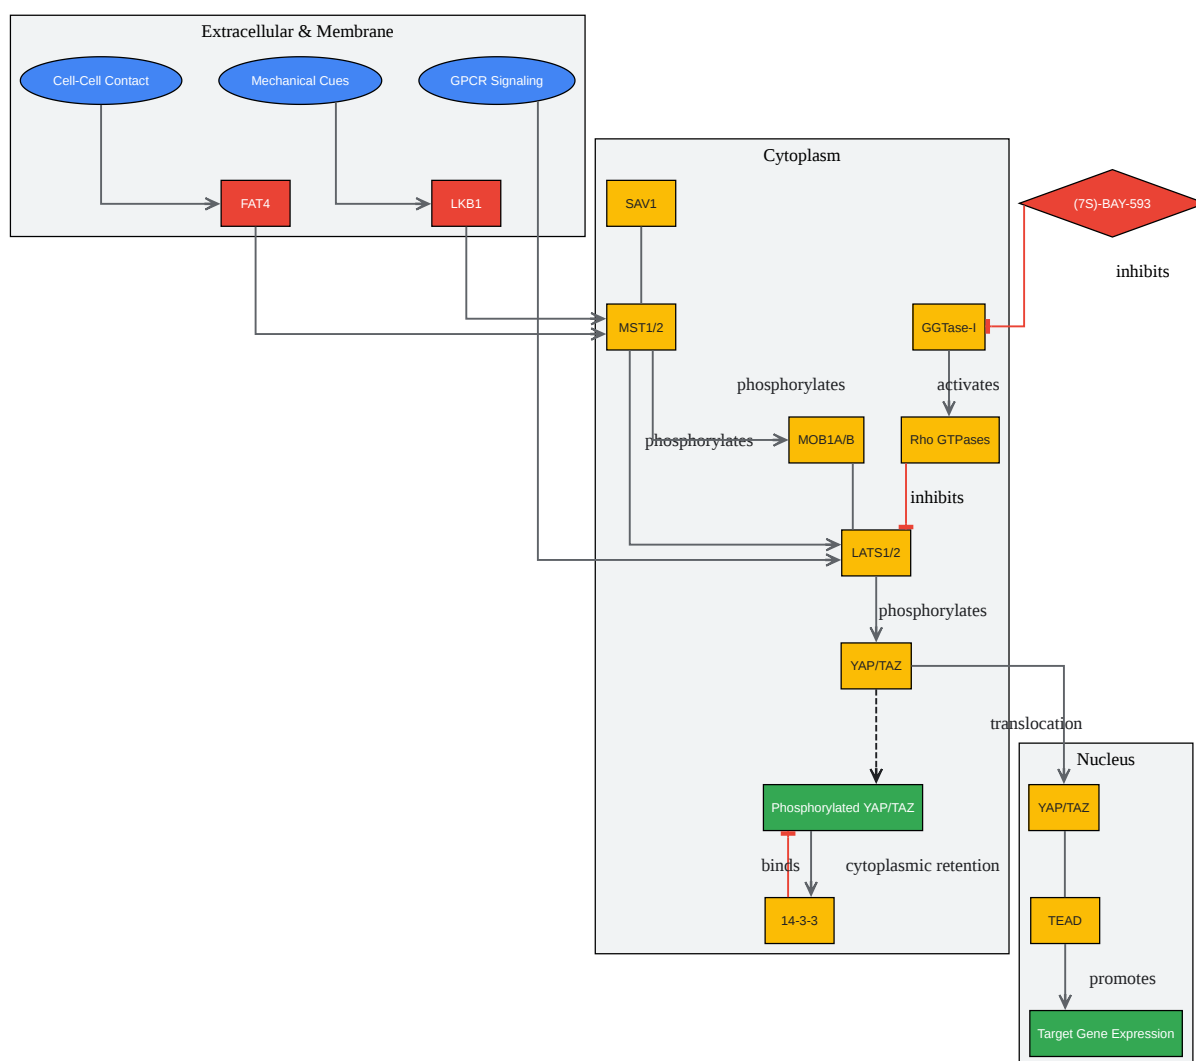 Extracellular & Membrane
Cell-Cell Contact
Mechanical Cues
GPCR Signaling
Cytoplasm
FAT4
LKB1
SAV1
(7S)-BAY-593
inhibits
MST1/2
GGTase-I
phosphorylates
activates
phosphorylates
MOB1A/B
Rho GTPases
inhibits
LATS1/2
phosphorylates
YAP/TAZ
translocation
Nucleus
Phosphorylated YAP/TAZ
YAP/TAZ
binds
cytoplasmic retention
14-3-3
TEAD
promotes
Target Gene Expression